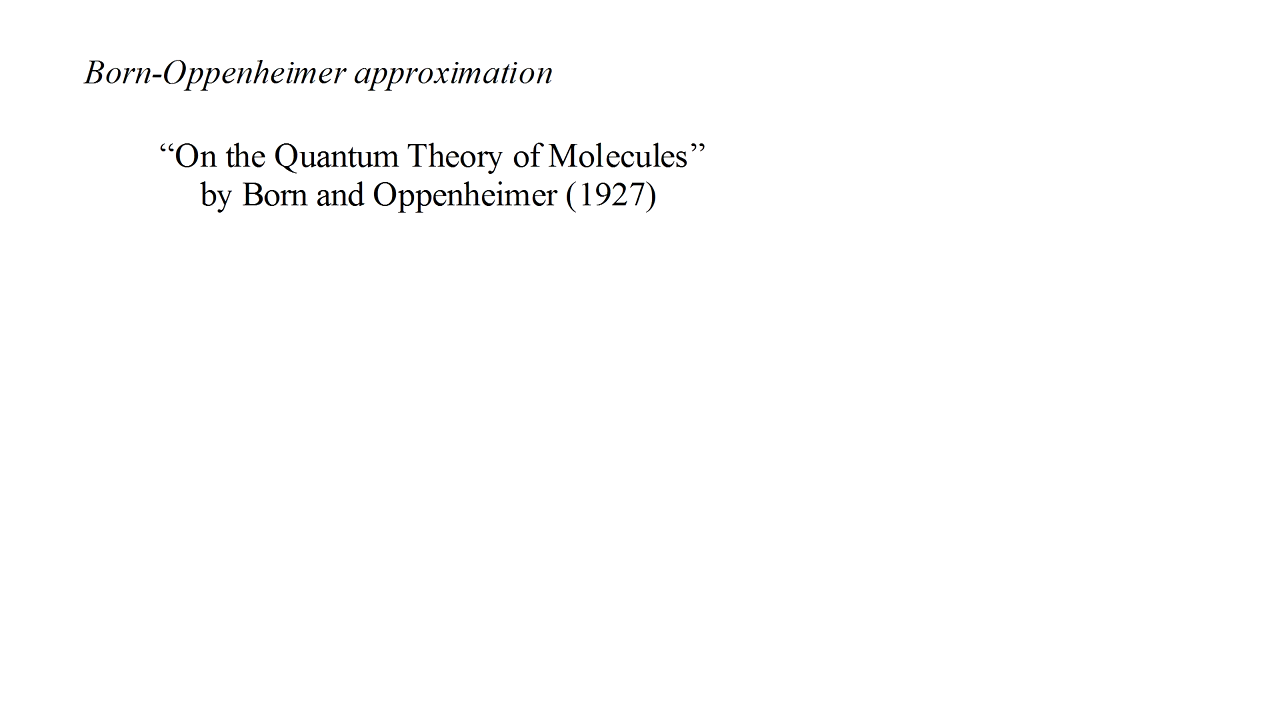 Born-Oppenheimer approximation
“On the Quantum Theory of Molecules”
by Born and Oppenheimer (1927)